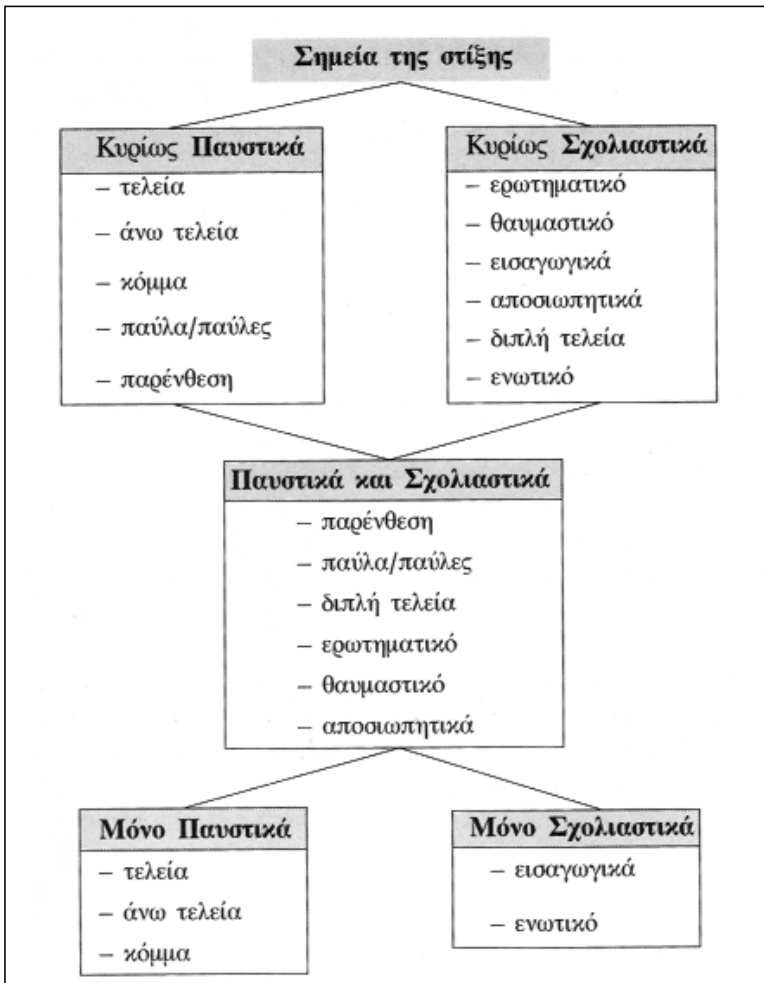 Σημεία της στίξης
Κυρίως Παυστικά
– τελεία
– άνω τελεία
– κόμμα
– παύλα/παύλες
– παρένθεση
Κυρίως Σχολιαστικά
– ερωτηματικό
– θαυμαστικό
– εισαγωγικά
– αποσιωπητικά
– διπλή τελεία
– ενωτικό
Παυστικά και Σχολιαστικά
– παρένθεση
– παύλα/παύλες
– διπλή τελεία
– ερωτηματικό
– θαυμαστικό
– αποσιωπητικά
Μόνο Παυστικά
– τελεία
– άνω τελεία
– κόμμα
Μόνο Σχολιαστικά
– εισαγωγικά
– ενωτικό